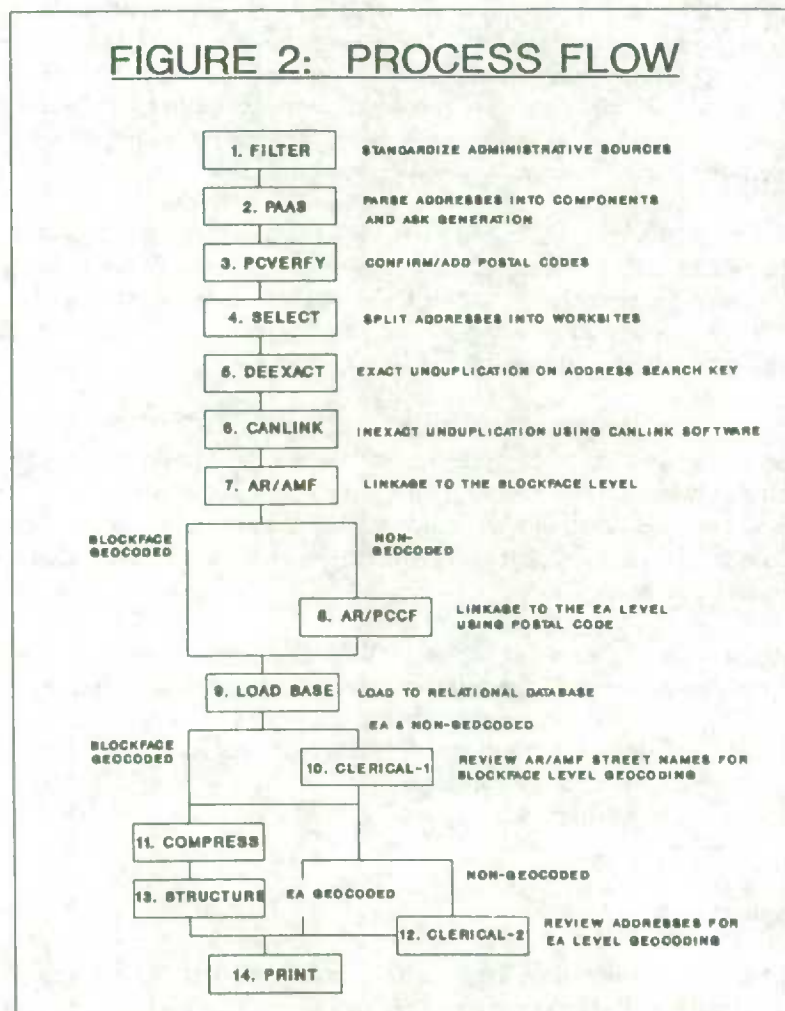 FIGURE 2: PROCESS FLOW
1. FILTER STANDARDIZE ADMINISTRATIVE SOURCES
2. PAAS PARSE ADDRESSES INTO COMPONENTS
AND ASK GENERATION
3. PCVERFY CONFIRM/ADD POSTAL CODES
4. SELECT SPLIT ADDRESSES INTO WORKSITES
5. DEEXACT EXACT UNDUPLICATION ON ADDRESS SEARCH KEY
6. CANLINK INEXACT UNDUPLICATION USING CANLINK SOFTWARE
7. AR/AMF LINKAGE TO THE BLOCKFACE LEVEL
BLOCKFACE
GEOCODED
NON-
GEOCODED
8. AR/PCCF LINKAGE TO THE EA LEVEL
USING POSTAL CODE
9. LOAD BASE LOAD TO RELATIONAL DATABASE
EA & NON-GEOCODED
BLOCKFACE
GEOCODED
10. CLERICAL-1 REVIEW AR/AMF STREET NAMES FOR
BLOCKFACE LEVEL GEOCODING
11. COMPRESS
NON-GEOCODED
13. STRUCTURE EA GEOCODED
12. CLERICAL-2 REVIEW ADDRESSES FOR
EA LEVEL GEOCODING
14. PRINT